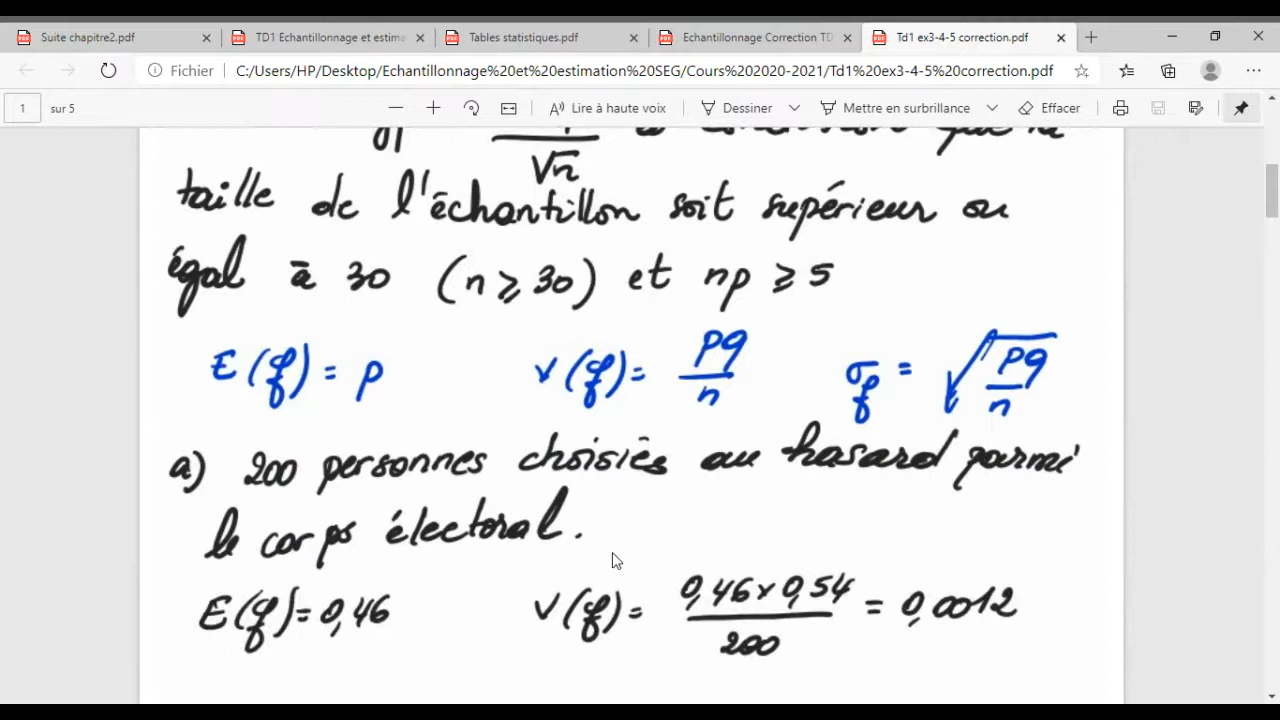 Suite chapitre2.pdf
TD1 Echantillonnage et estima
Tables statistiques.pdf
Echantillonnage Correction TD
Td1 ex3-4-5 correction.pdf
Fichier
C:/Users/HP/Desktop/Echantillonnage%20et%20estimation%20SEG/Cours%202020-2021/Td1%20ex3-4-5%20correction.pdf
1 sur 5
Lire à haute voix
Dessiner
Mettre en surbrillance
Effacer
√n
taille de l'échantillon soit supérieur ou
égal à 30 (n ≥ 30) et np ≥ 5
E(f) = p V(f) = pq/n σf = √(pq/n)
a) 200 personnes choisiés au hasard parmi
le corps électoral.
E(f) = 0,46 V(f) = 0,46 x 0,54 / 200 = 0,0012